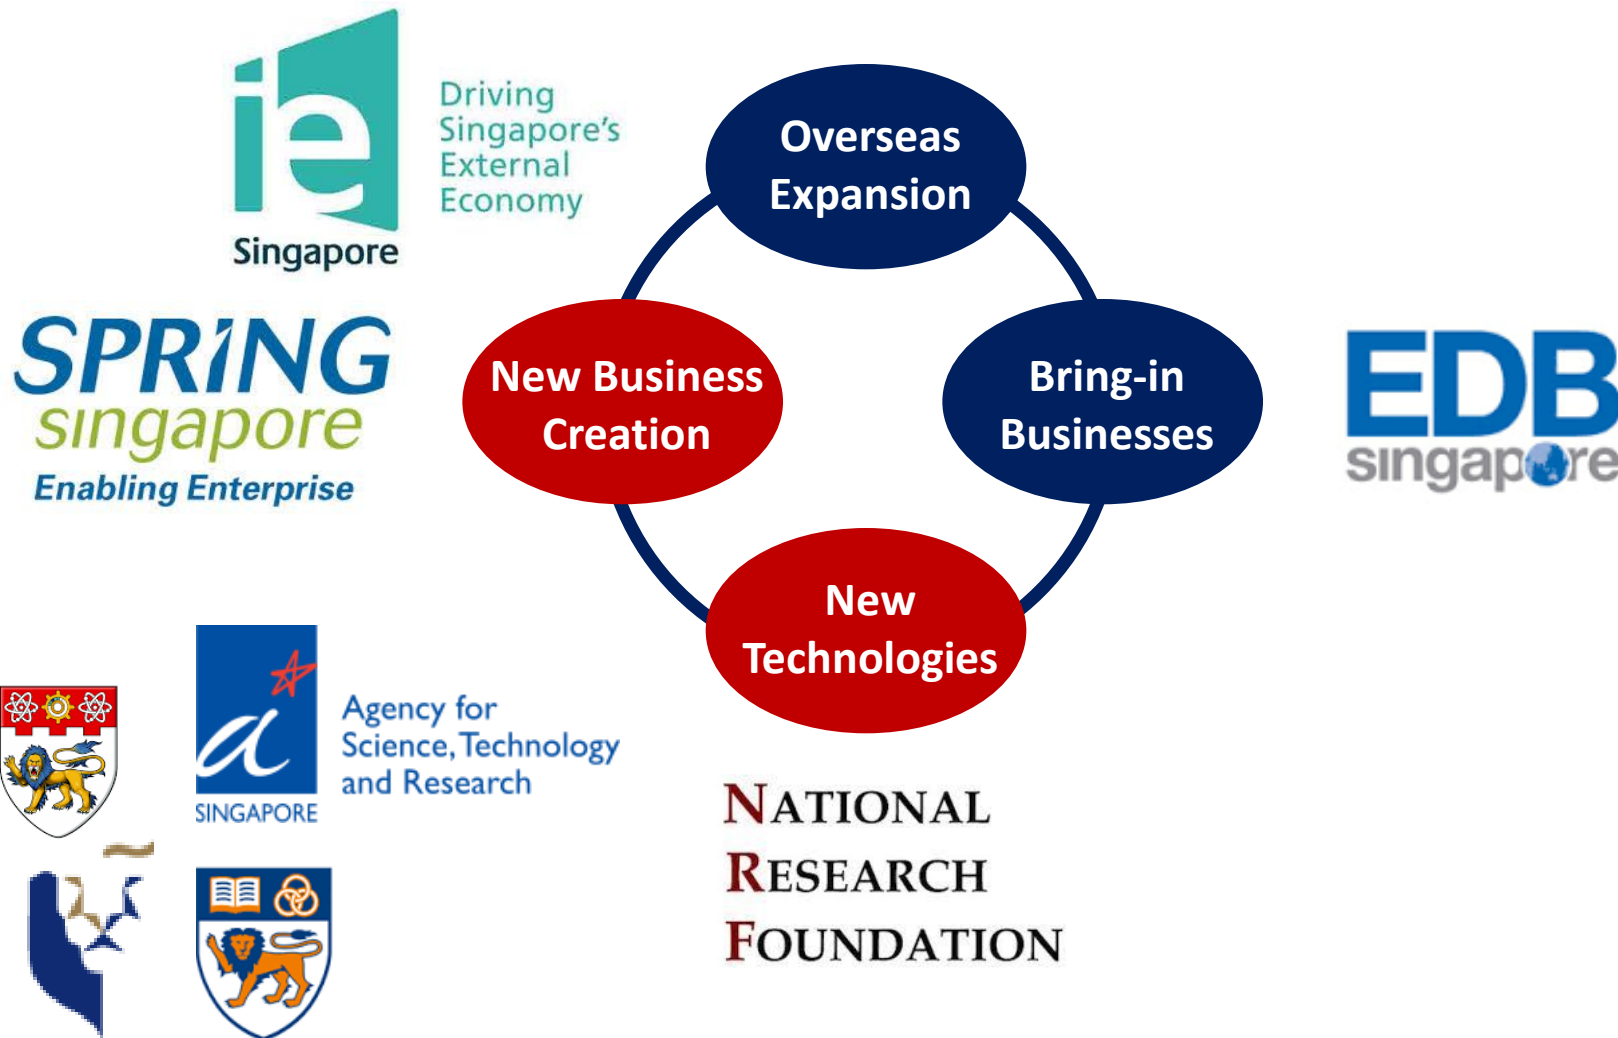 ie
Singapore
Driving
Singapore's
External
Economy
Overseas
Expansion
SPRING
singapore
Enabling Enterprise
New Business
Creation
Bring-in
Businesses
EDB
singapore
New
Technologies
a
SINGAPORE
Agency for
Science, Technology
and Research
NATIONAL
RESEARCH
FOUNDATION